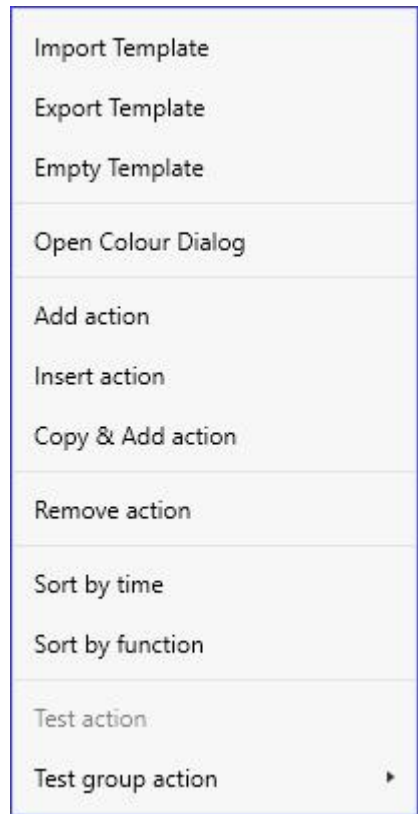 Import Template
Export Template
Empty Template
Open Colour Dialog
Add action
Insert action
Copy & Add action
Remove action
Sort by time
Sort by function
Test action
Test group action